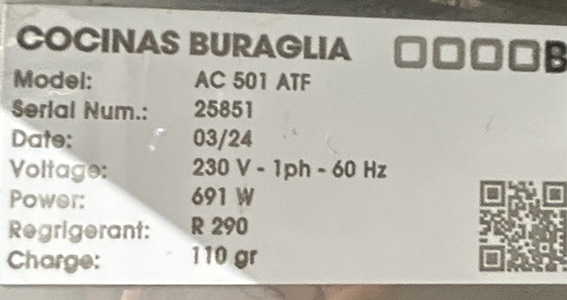 COCINAS BURAGLIA
Model: AC 501 ATF
Serial Num.: 25851
Date: 03/24
Voltage: 230 V - 1ph - 60 Hz
Power: 691 W
Regrigerant: R 290
Charge: 110 gr